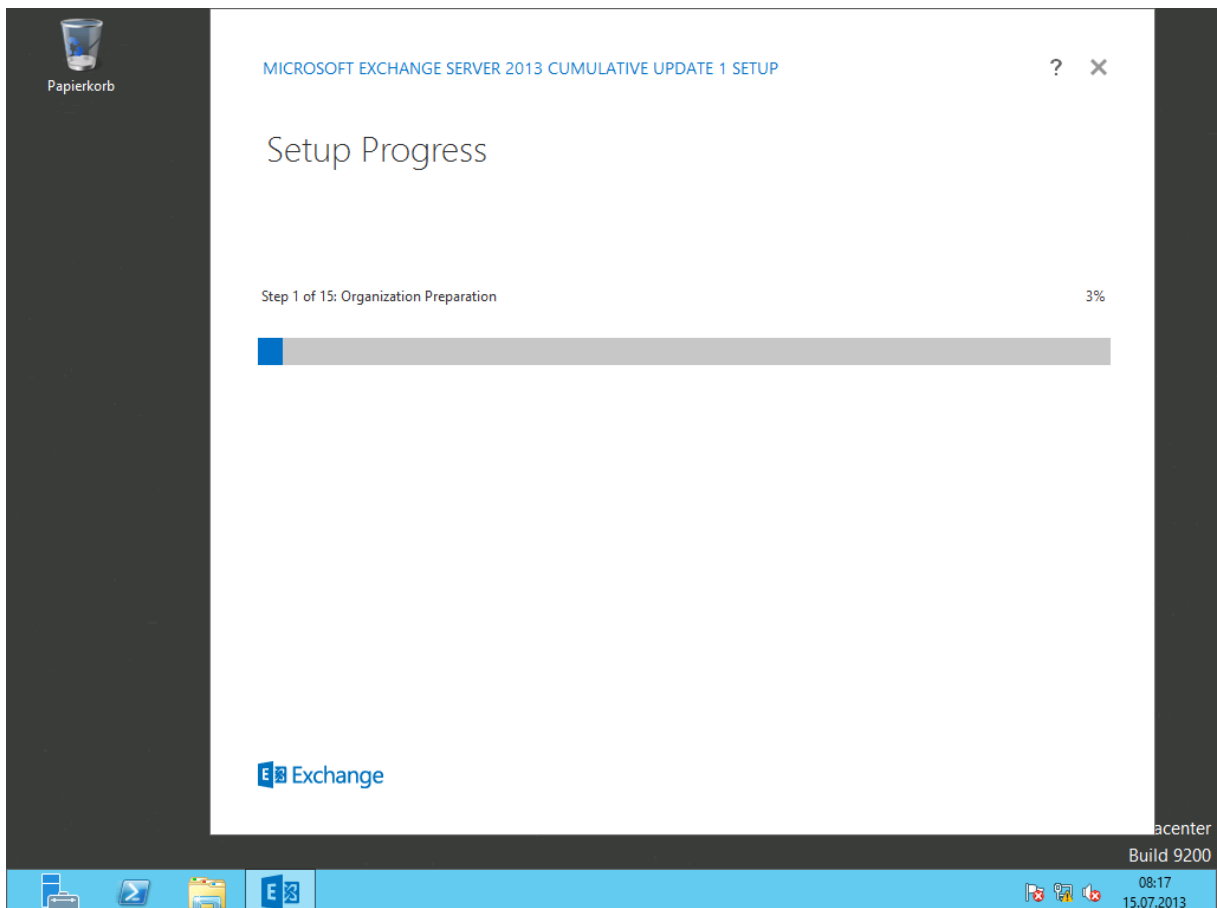 Papierkorb
MICROSOFT EXCHANGE SERVER 2013 CUMULATIVE UPDATE 1 SETUP
?
Setup Progress
Step 1 of 15: Organization Preparation 3%
E Exchange
acenter
Build 9200
E
08:17
15.07.2013